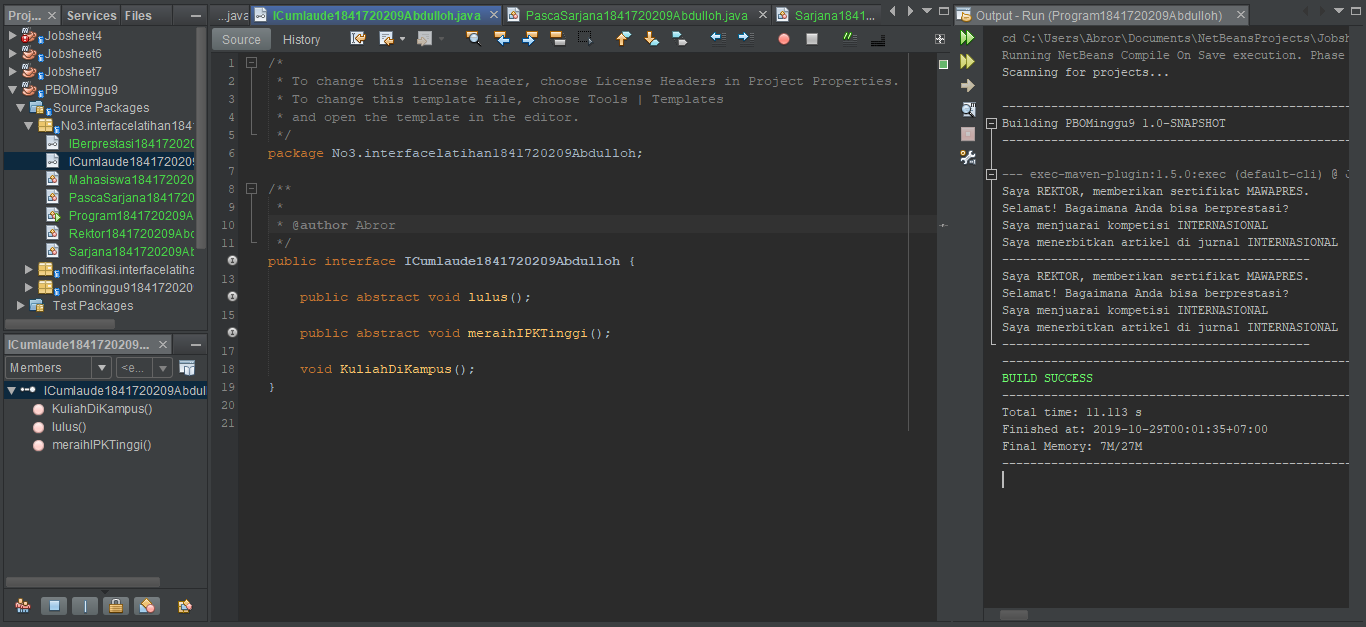 Proj...
Services
Files
Jobsheet4
Jobsheet6
Jobsheet7
PBOMinggu9
Source Packages
No3.interfacelatihan184
IBerprestasi184172020
ICumlaude1841720209
Mahasiswa1841720
PascaSarjana184172
Program1841720209A
Rektor1841720209Abd
Sarjana1841720209Ab
modifikasi.interfacelatiha
pbominggu9184172020
Test Packages
ICumlaude1841720209...
Members
<e...
ICumlaude1841720209Abdul
KuliahDiKampus()
lulus()
meraihIPKTinggi()
...java
ICumlaude1841720209Abdulloh.java
PascaSarjana1841720209Abdulloh.java
Sarjana1841...
Source
History
1 /*
2 * To change this license header, choose License Headers in Project Properties.
3 * To change this template file, choose Tools | Templates
4 * and open the template in the editor.
5 */
6 package No3.interfacelatihan1841720209Abdulloh;
7
8 /**
9 *
10 * @author Abror
11 */
public interface ICumlaude1841720209Abdulloh {
13
public abstract void lulus();
15
public abstract void meraihIPKTinggi();
17
18 void KuliahDiKampus();
19 }
20
21
Output - Run (Program1841720209Abdulloh)
cd C:\Users\Abror\Documents\NetBeansProjects\Jobsh
Running NetBeans Compile On Save execution. Phase
Scanning for projects...
------------------------------------------------
Building PBOMinggu9 1.0-SNAPSHOT
------------------------------------------------
--- exec-maven-plugin:1.5.0:exec (default-cli) @ J
Saya REKTOR, memberikan sertifikat MAWAPRES.
Selamat! Bagaimana Anda bisa berprestasi?
Saya menjuarai kompetisi INTERNASIONAL
Saya menerbitkan artikel di jurnal INTERNASIONAL
------------------------------------------
Saya REKTOR, memberikan sertifikat MAWAPRES.
Selamat! Bagaimana Anda bisa berprestasi?
Saya menjuarai kompetisi INTERNASIONAL
Saya menerbitkan artikel di jurnal INTERNASIONAL
------------------------------------------
------------------------------------------------
BUILD SUCCESS
------------------------------------------------
Total time: 11.113 s
Finished at: 2019-10-29T00:01:35+07:00
Final Memory: 7M/27M
------------------------------------------------